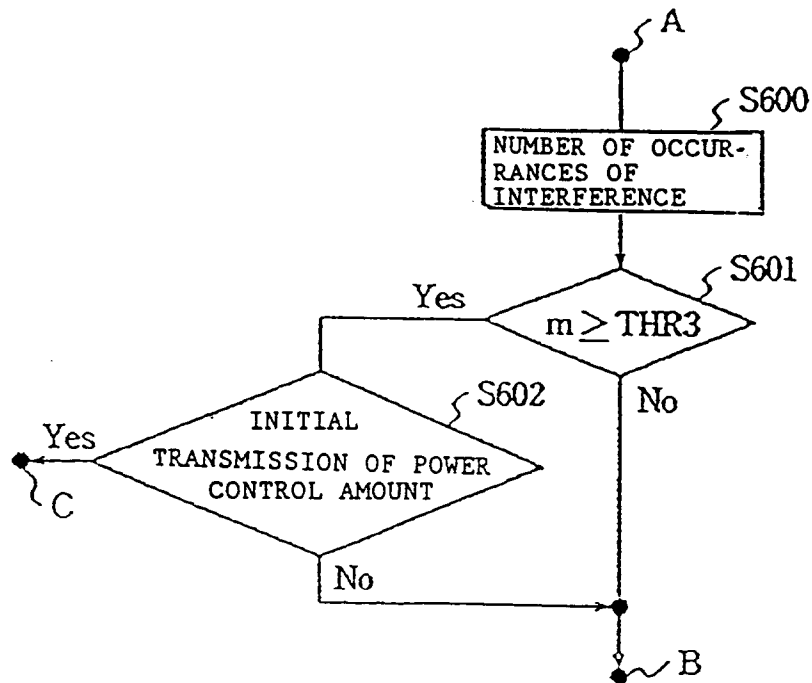 A
S600
NUMBER OF OCCUR-
RANCES OF
INTERFERENCE
S601
Yes
m ≥ THR3
No
S602
INITIAL
TRANSMISSION OF POWER
CONTROL AMOUNT
Yes
C
No
B